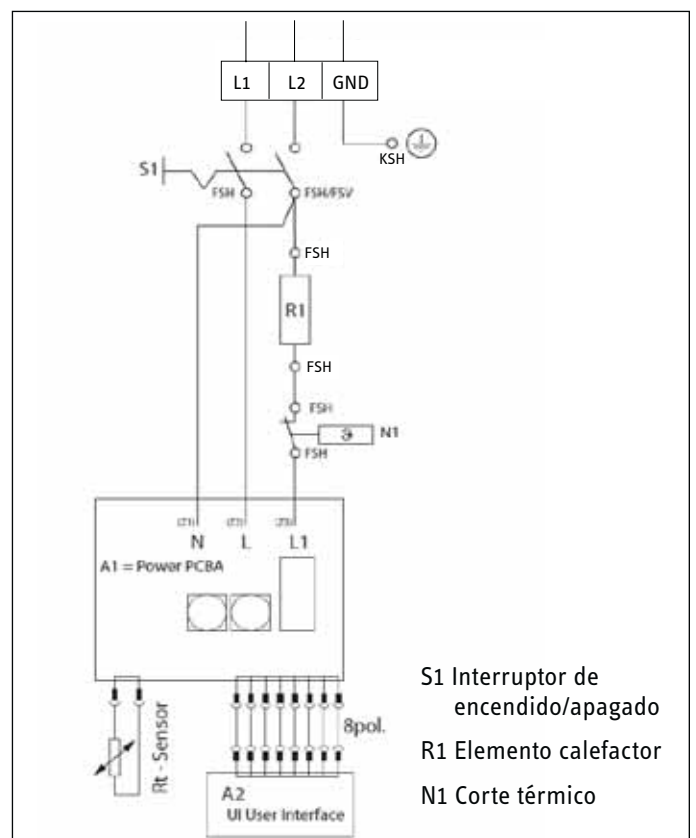 L1 L2 GND
KSH
S1
FSH FSH/FSV
FSH
R1
FSH
FSH
N1
FSH
N L L1
A1 = Power PCBA
Rt - Sensor
8pol.
A2
UI User Interface
S1 Interruptor de
encendido/apagado
R1 Elemento calefactor
N1 Corte térmico